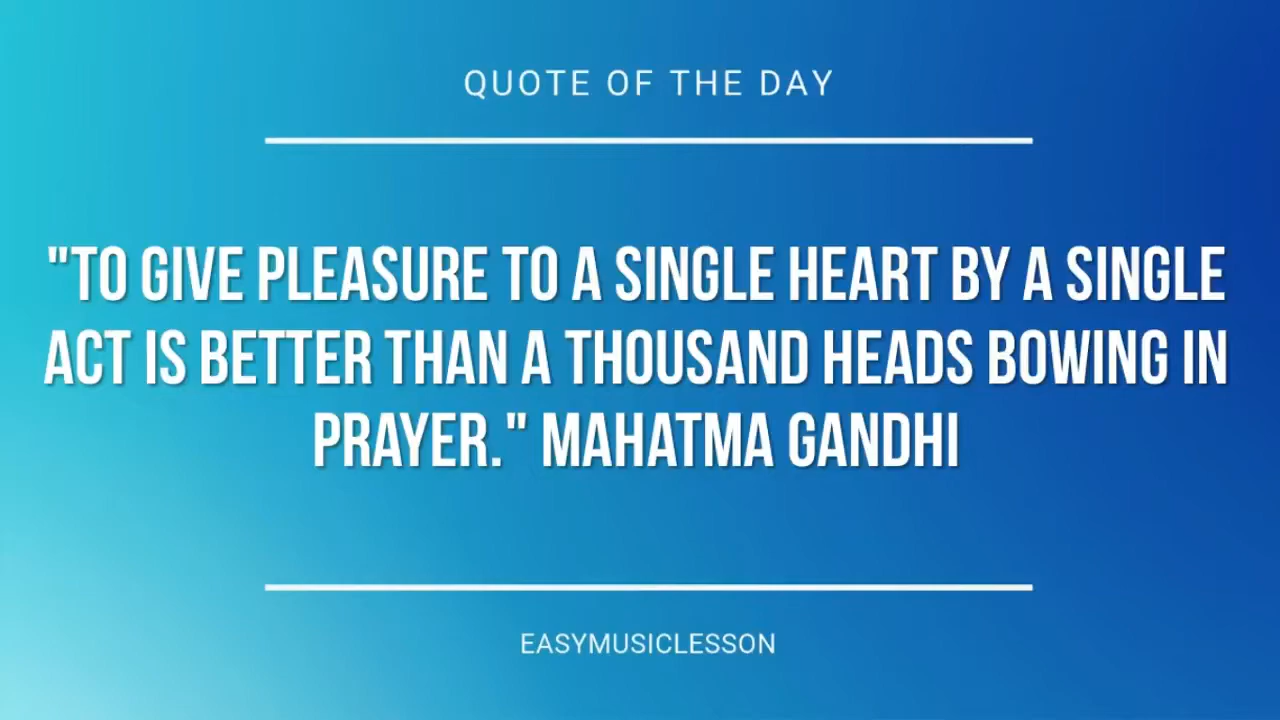 QUOTE OF THE DAY
"TO GIVE PLEASURE TO A SINGLE HEART BY A SINGLE
ACT IS BETTER THAN A THOUSAND HEADS BOWING IN
PRAYER." MAHATMA GANDHI
EASYMUSICLESSON